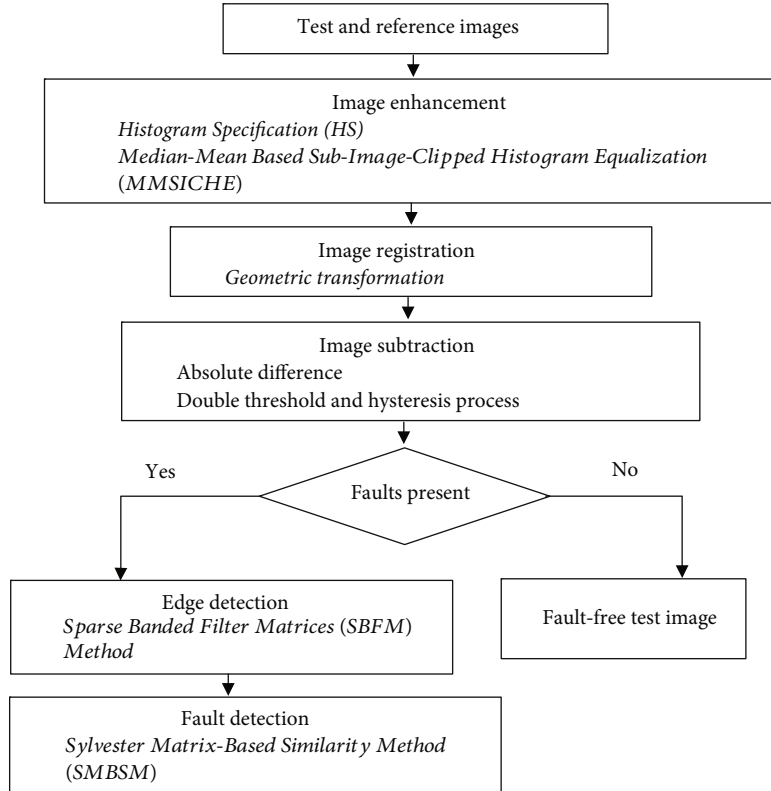 Test and reference images
Image enhancement
Histogram Specification (HS)
Median-Mean Based Sub-Image-Clipped Histogram Equalization
(MMSICHE)
Image registration
Geometric transformation
Image subtraction
Absolute difference
Double threshold and hysteresis process
Faults present
Yes
No
Edge detection
Sparse Banded Filter Matrices (SBFM)
Method
Fault-free test image
Fault detection
Sylvester Matrix-Based Similarity Method
(SMBSM)